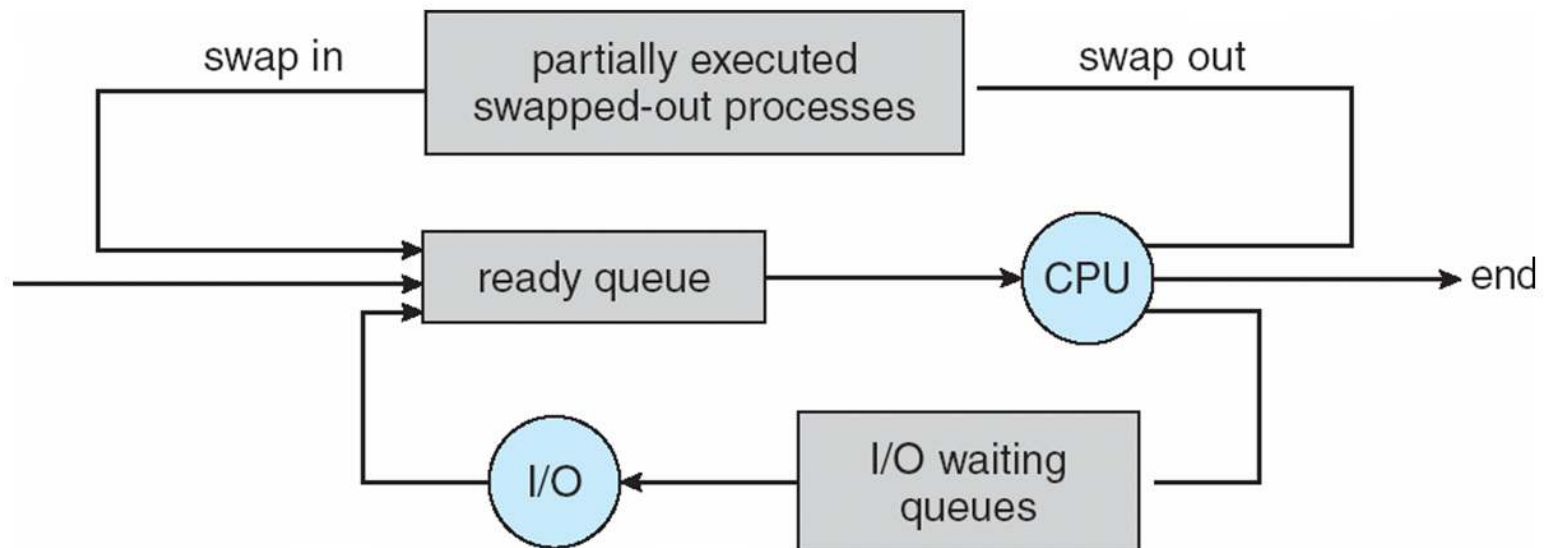 swap in
partially executed
swapped-out processes
swap out
ready queue
CPU
end
I/O
I/O waiting
queues